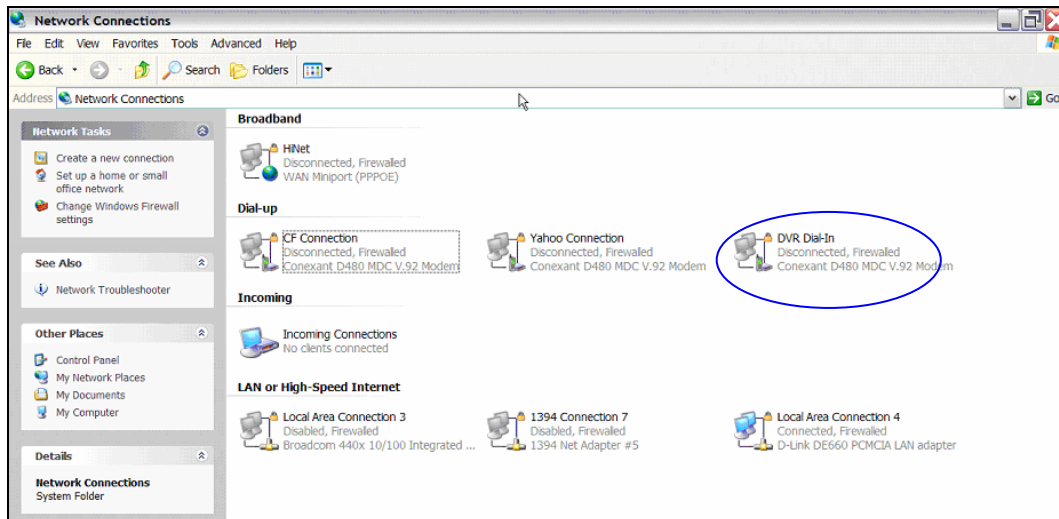 Network Connections
File Edit View Favorites Tools Advanced Help
Back Search Folders
Address Network Connections Go
Network Tasks
Create a new connection
Set up a home or small
office network
Change Windows Firewall
settings
See Also
Network Troubleshooter
Other Places
Control Panel
My Network Places
My Documents
My Computer
Details
Network Connections
System Folder
Broadband
HiNet
Disconnected, Firewalled
WAN Miniport (PPPOE)
Dial-up
CF Connection
Disconnected, Firewalled
Conexant D480 MDC V.92 Modem
Yahoo Connection
Disconnected, Firewalled
Conexant D480 MDC V.92 Modem
DVR Dial-In
Disconnected, Firewalled
Conexant D480 MDC V.92 Modem
Incoming
Incoming Connections
No clients connected
LAN or High-Speed Internet
Local Area Connection 3
Disabled, Firewalled
Broadcom 440x 10/100 Integrated ...
1394 Connection 7
Disabled, Firewalled
1394 Net Adapter #5
Local Area Connection 4
Connected, Firewalled
D-Link DE660 PCMCIA LAN adapter